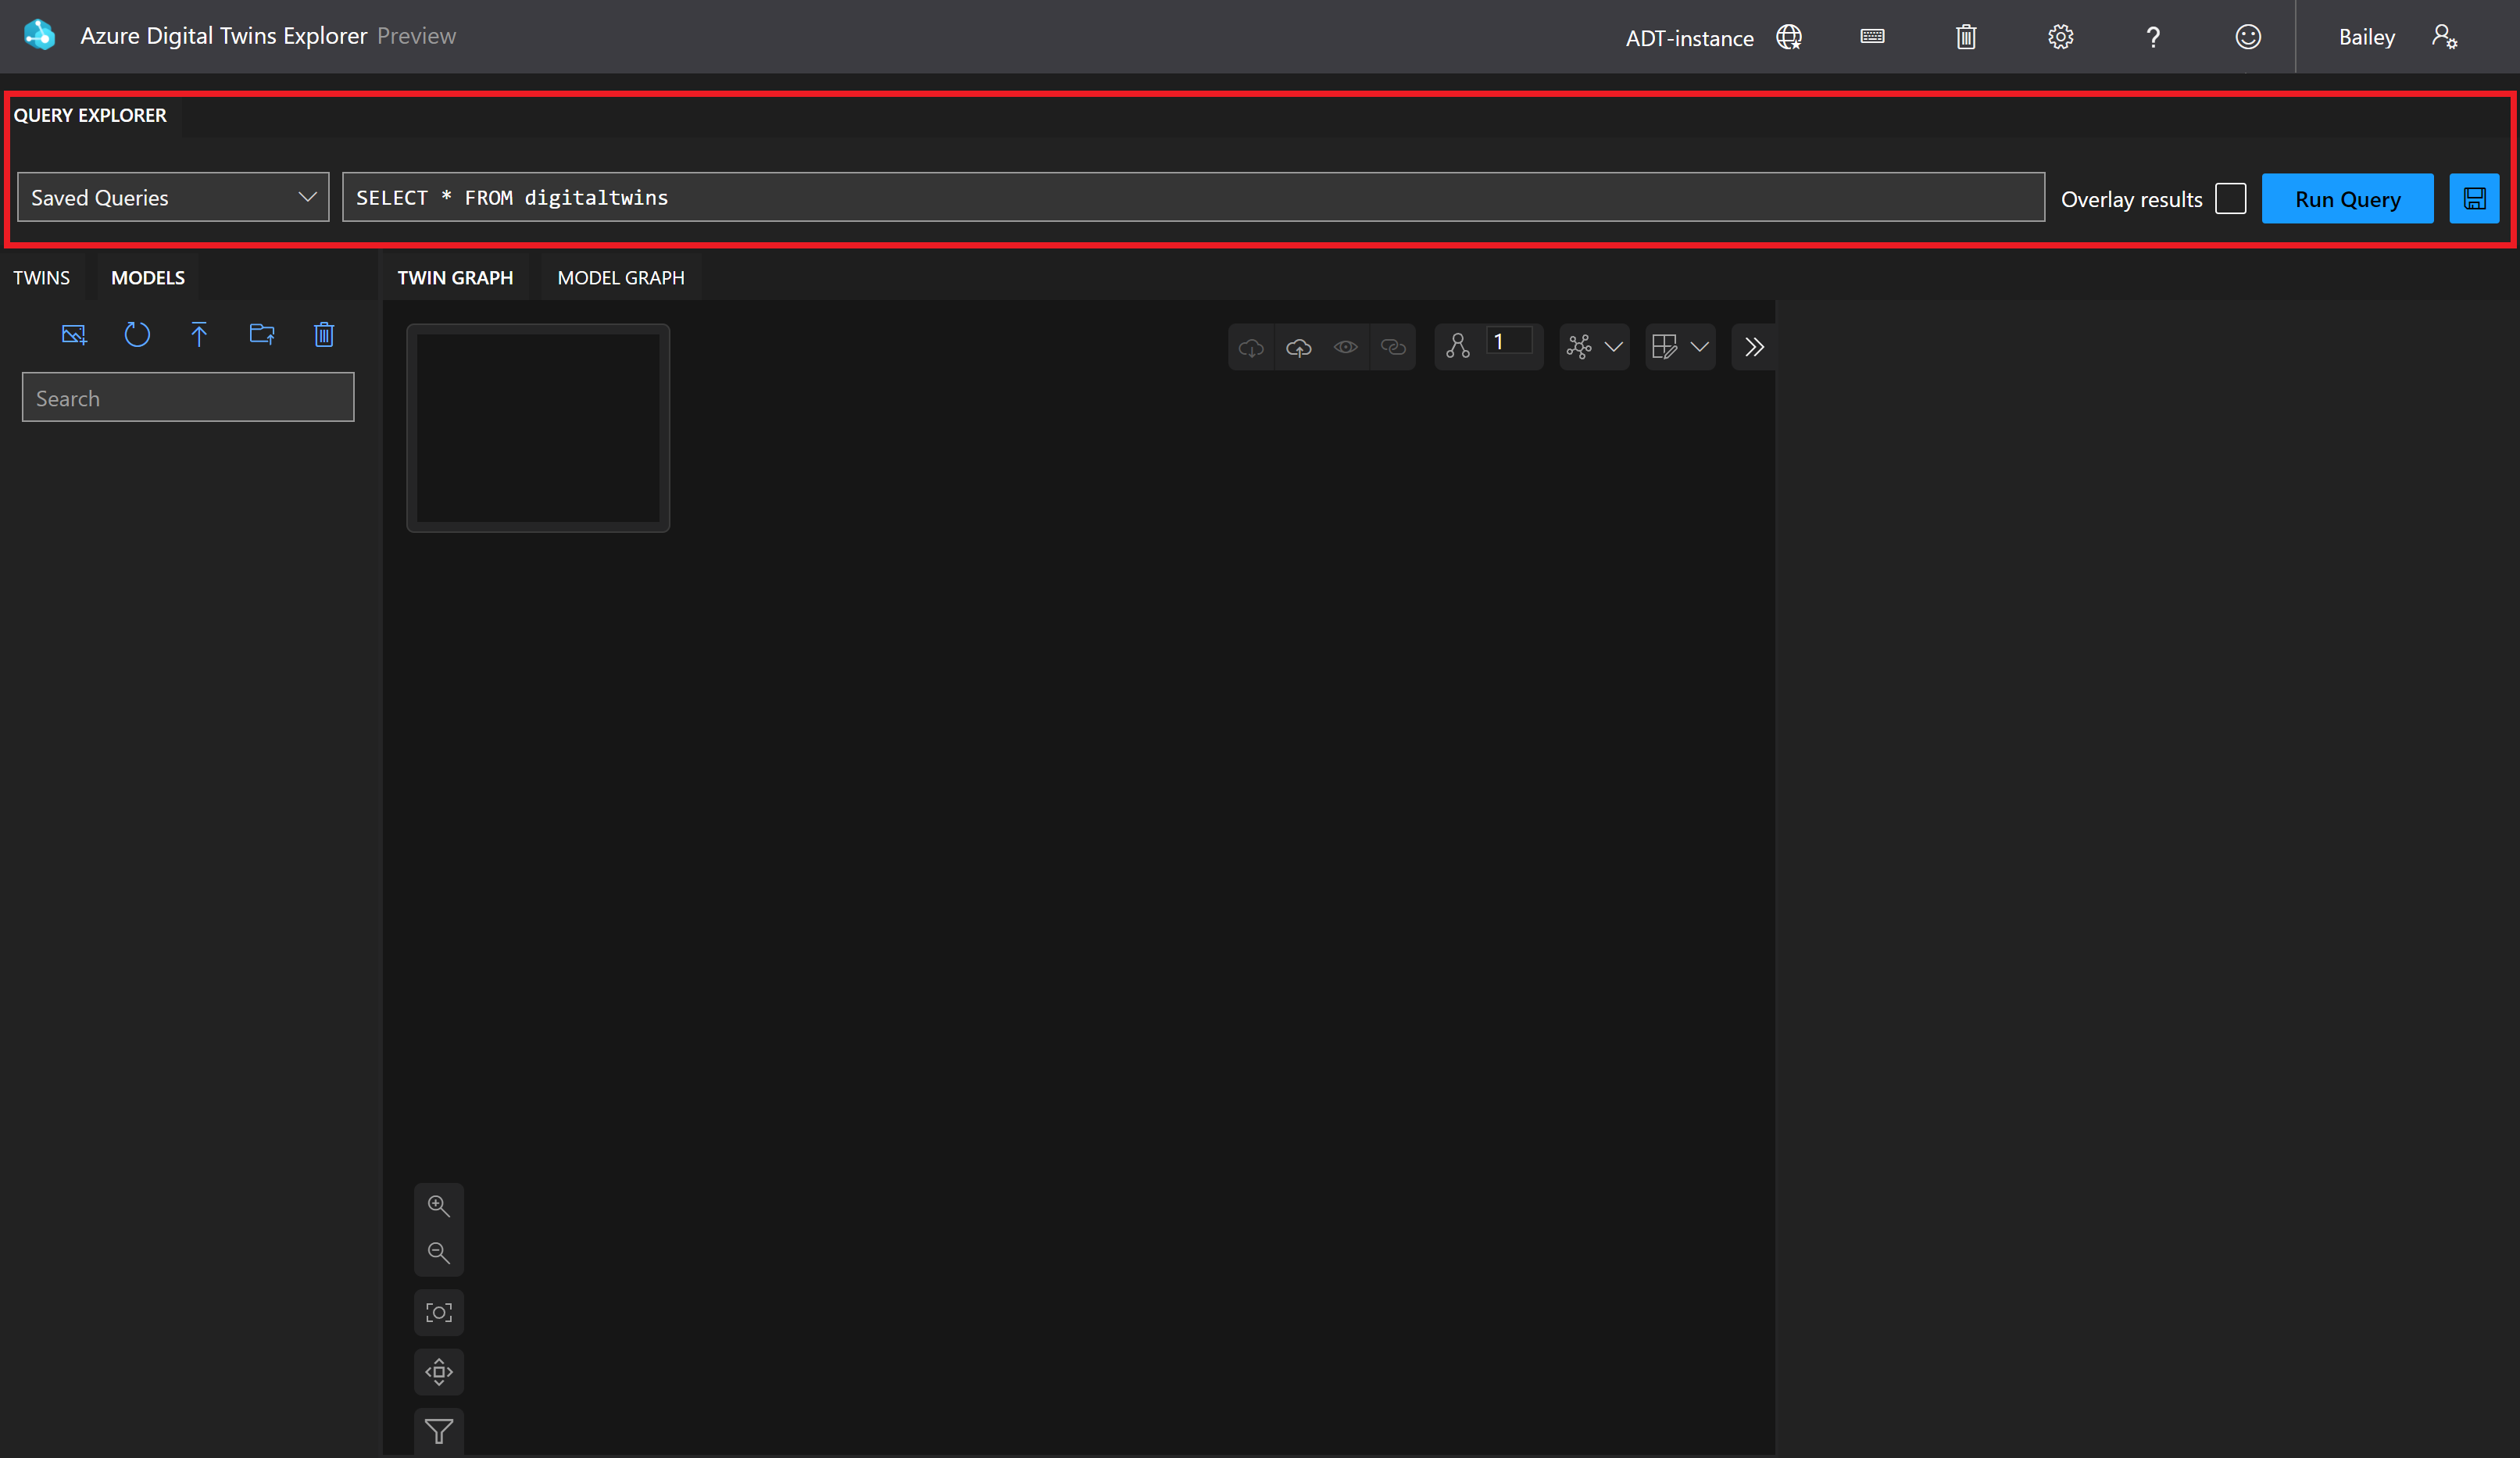 Azure Digital Twins Explorer Preview
ADT-instance
?
Bailey
QUERY EXPLORER
Saved Queries
SELECT * FROM digitaltwins
Overlay results
Run Query
TWINS
MODELS
TWIN GRAPH
MODEL GRAPH
1
Search